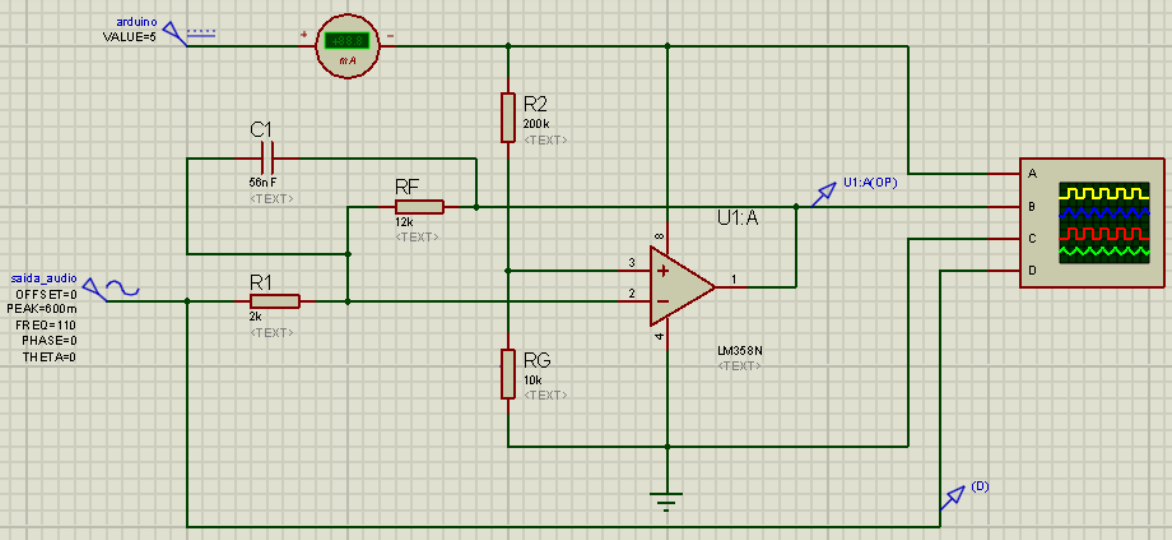 arduino
VALUE=5
+
-
mA
R2
200k
<TEXT>
C1
56nF
<TEXT>
RF
12k
<TEXT>
U1:A(OP)
U1:A
A
B
C
D
8
3
2
1
4
+
-
LM358N
<TEXT>
saida_audio
OFFSET=0
PEAK=600m
FREQ=110
PHASE=0
THETA=0
R1
2k
<TEXT>
RG
10k
<TEXT>
(D)